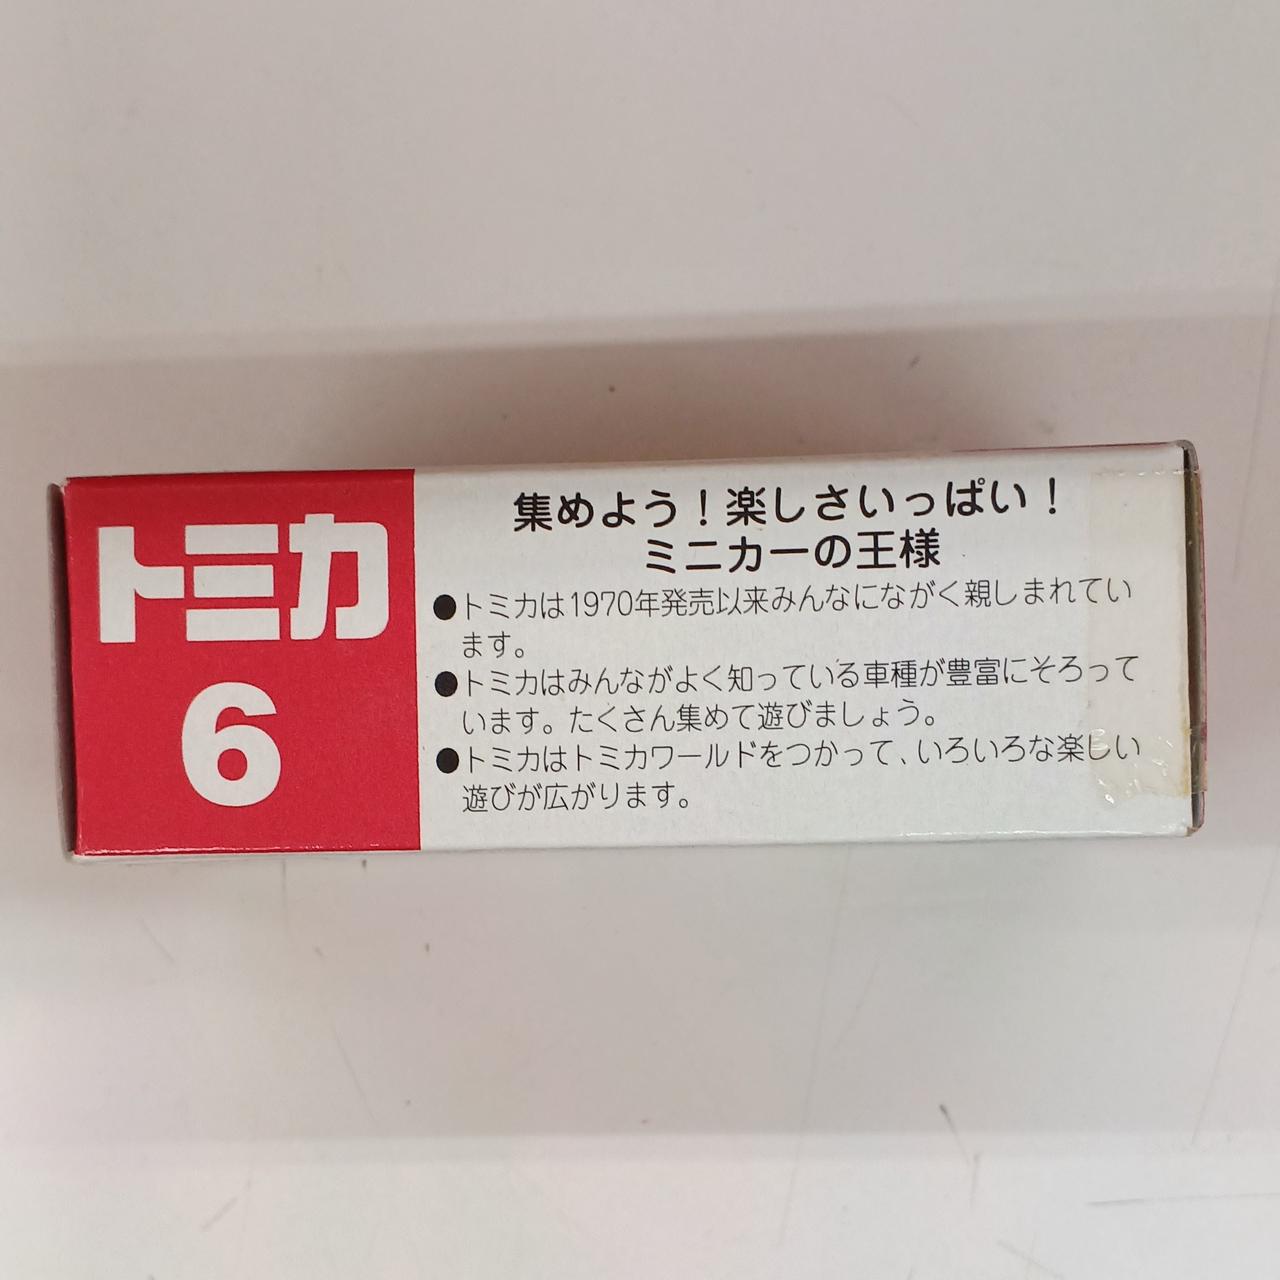 トミカ
6
集めよう！楽しさいっぱい！
ミニカーの王様
●トミカは1970年発売以来みんなにながく親しまれてい
ます。
●トミカはみんながよく知っている車種が豊富にそろって
います。たくさん集めて遊びましょう。
●トミカはトミカワールドをつかって、いろいろな楽しい
遊びが広がります。